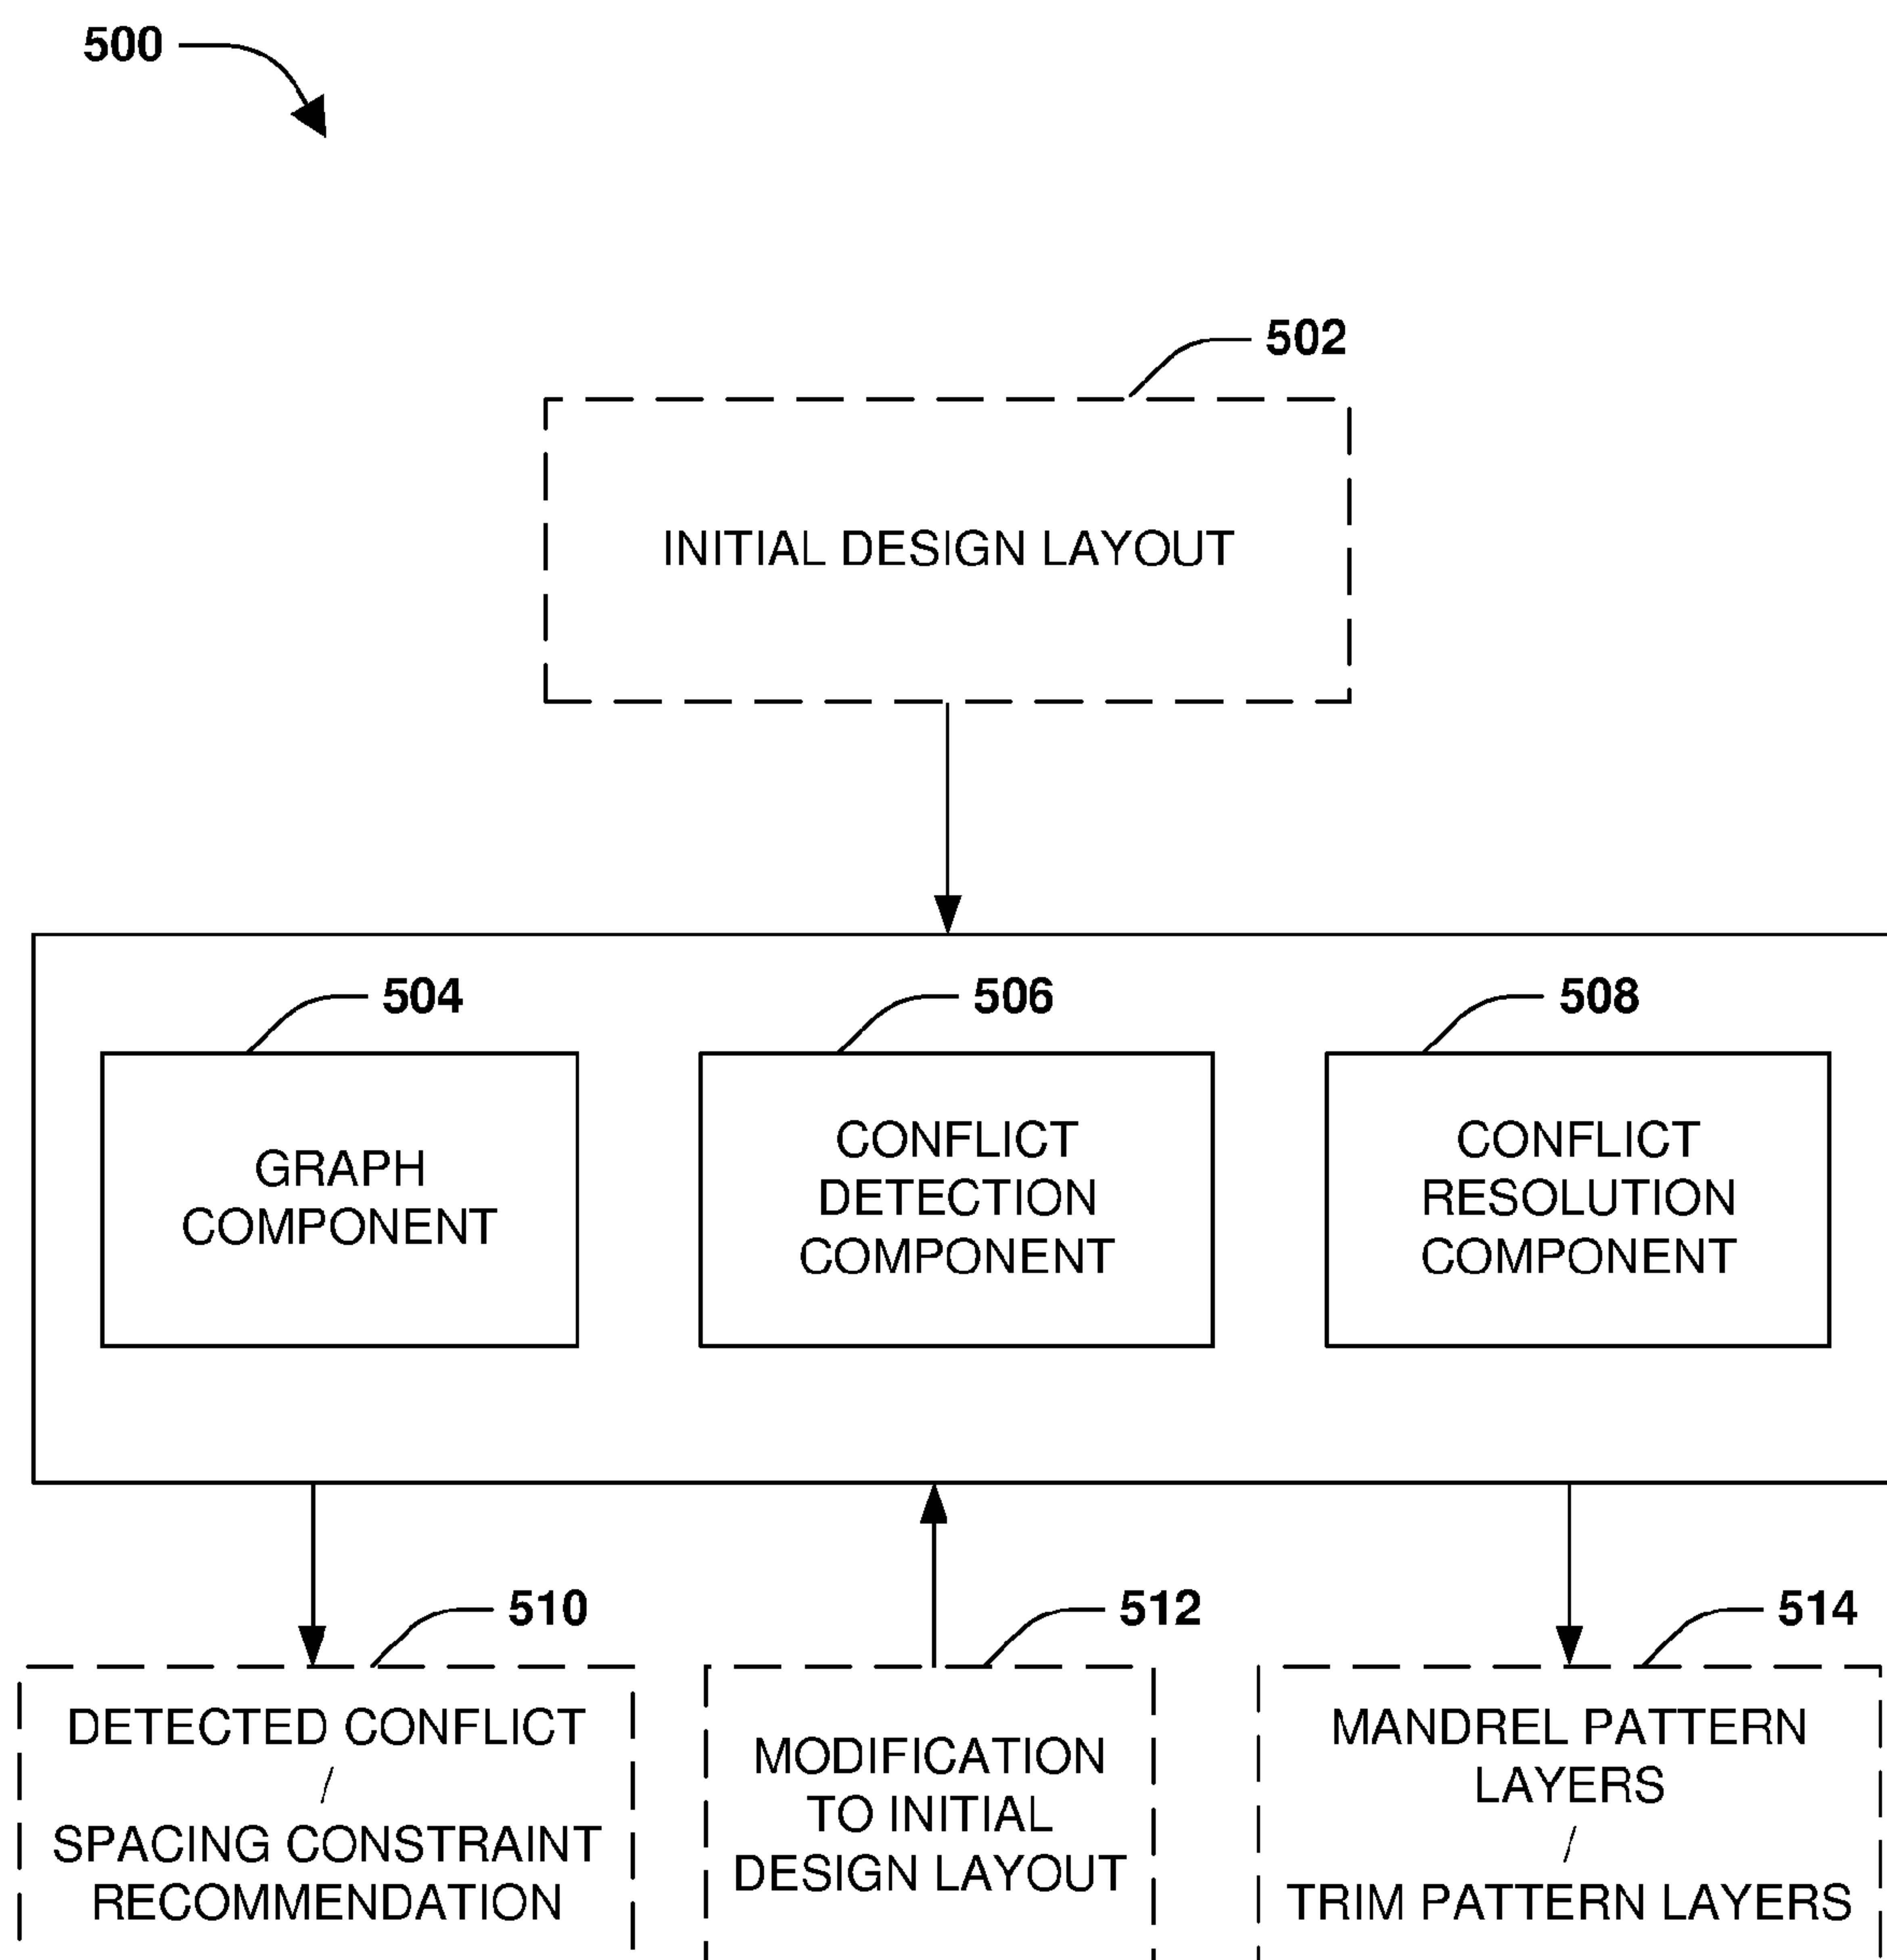 500
502
INITIAL DESIGN LAYOUT
504
506
508
GRAPH
COMPONENT
CONFLICT
DETECTION
COMPONENT
CONFLICT
RESOLUTION
COMPONENT
510
512
514
DETECTED CONFLICT
/
SPACING CONSTRAINT
RECOMMENDATION
MODIFICATION
TO INITIAL
DESIGN LAYOUT
MANDREL PATTERN
LAYERS
/
TRIM PATTERN LAYERS